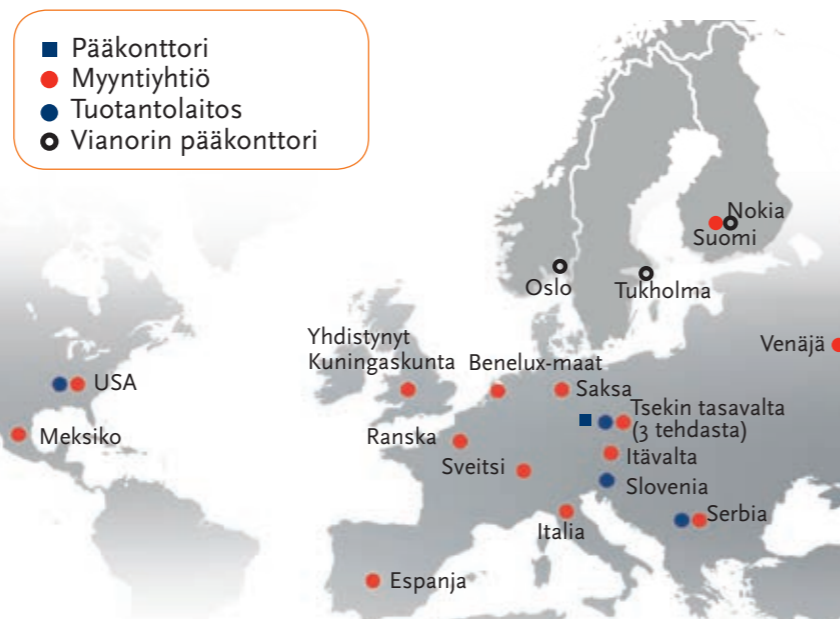 Pääkonttori
Myyntiyhtiö
Tuotantolaitos
Vianorin pääkonttori
Nokia
Suomi
Oslo
Tukholma
Yhdistynyt
Kuningaskunta
Benelux-maat
Venäjä
USA
Saksa
Meksiko
Ranska
Tsekin tasavalta
(3 tehdasta)
Sveitsi
Itävalta
Slovenia
Italia
Serbia
Espanja